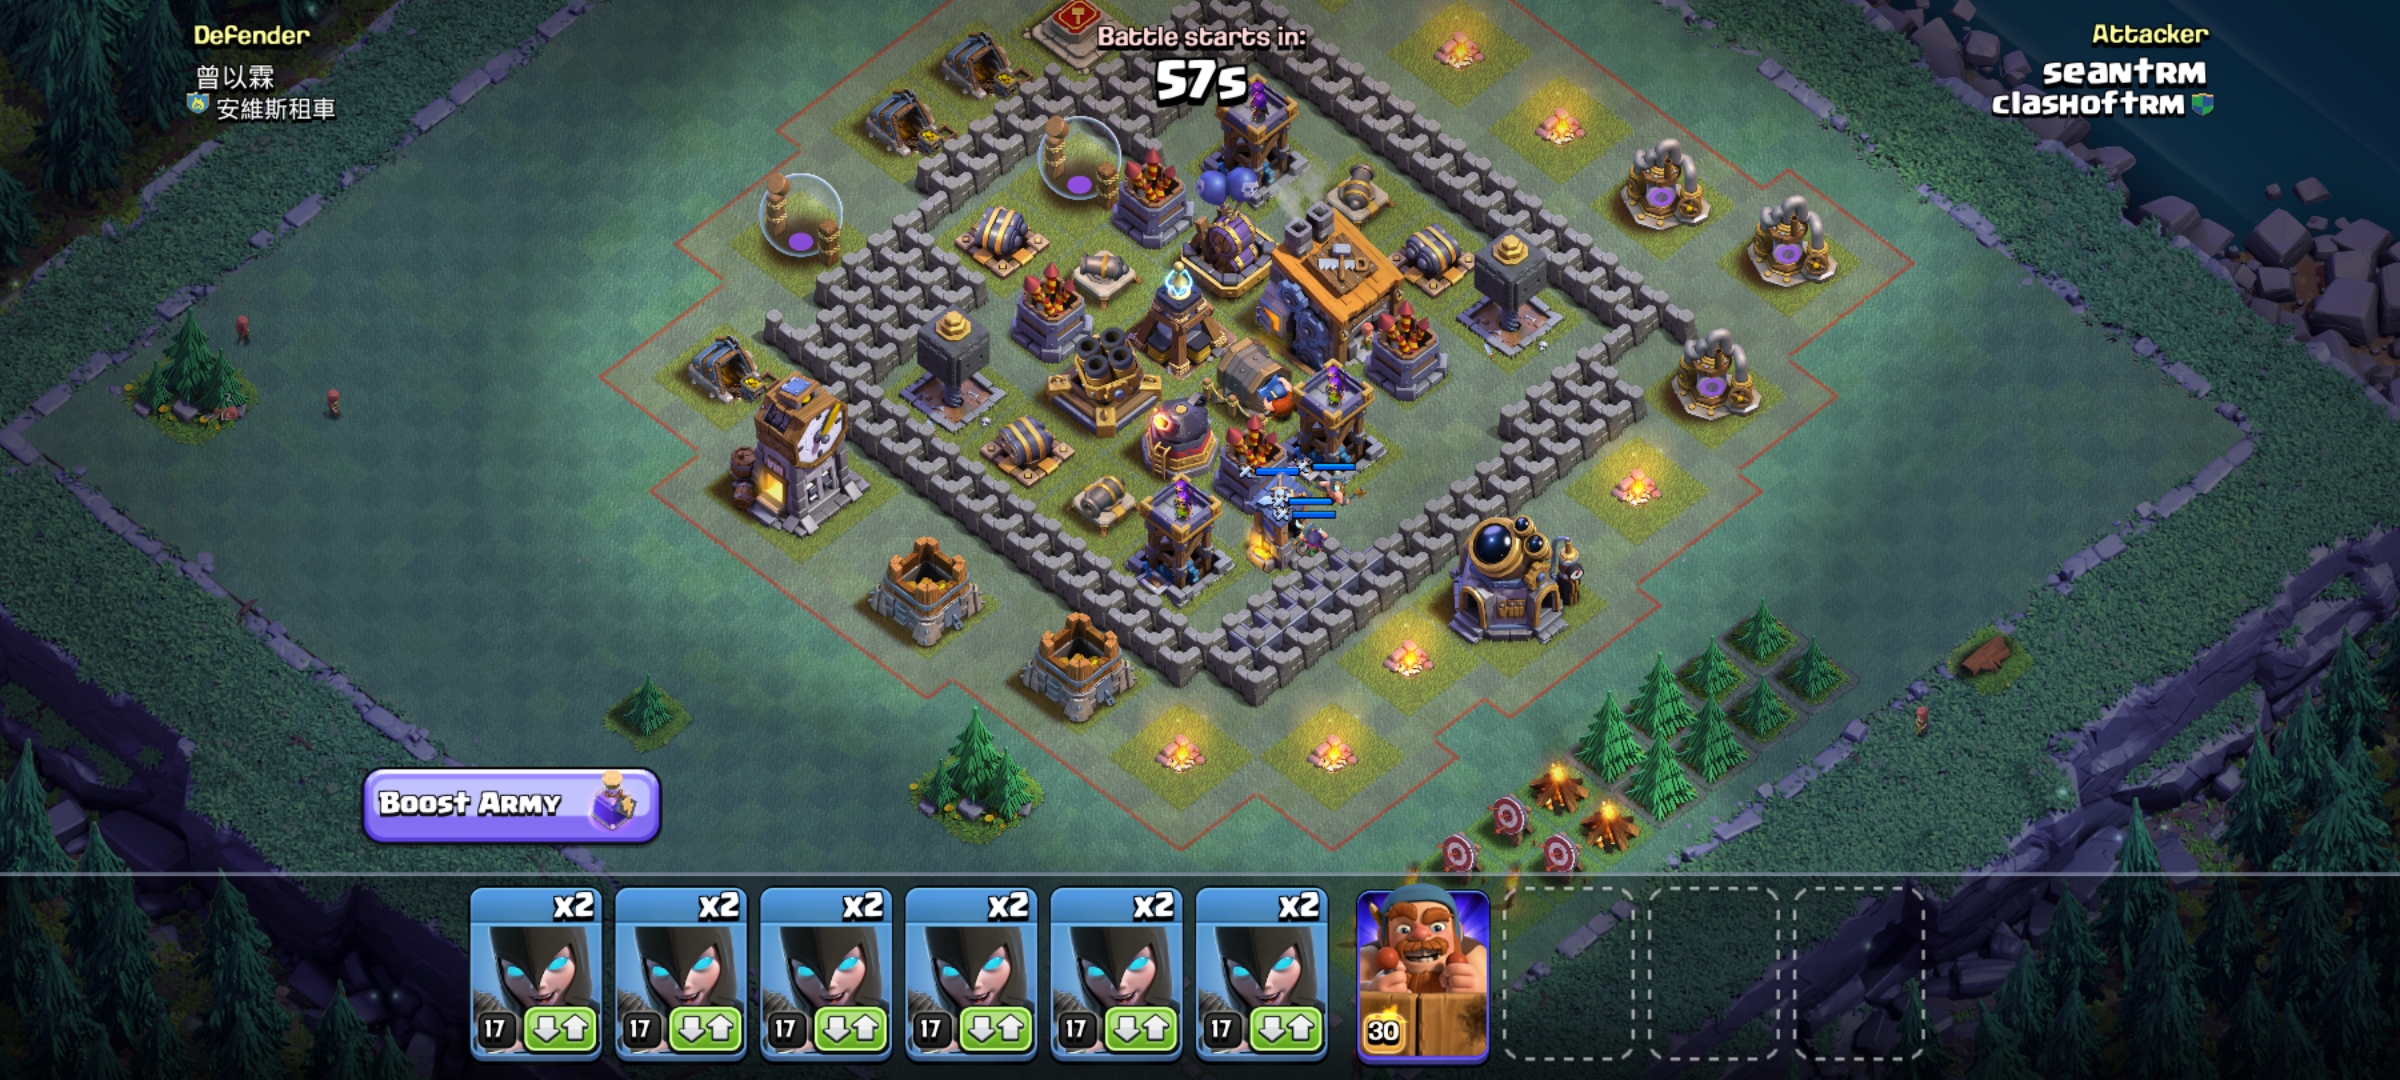 Defender
曾以霖
安維斯租車
Battle starts in:
57s
Attacker
seantRM
clashoftRM
VIII
Boost Army
x2
x2
x2
x2
x2
x2
17
17
17
17
17
17
30